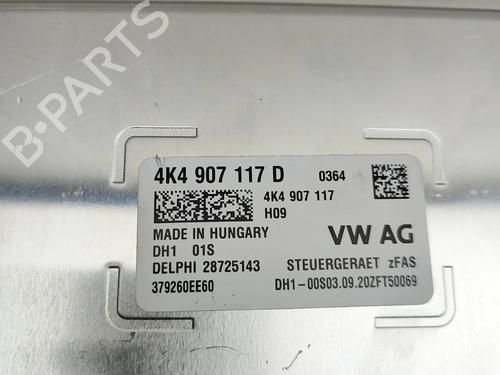 B-PARTS
4K4 907 117 D 0364
4K4 907 117
H09
MADE IN HUNGARY
DH1 01S
VW AG
DELPHI 28725143
STEUERGERAET zFAS
379260EE60
DH1-00S03.09.20ZFT50069